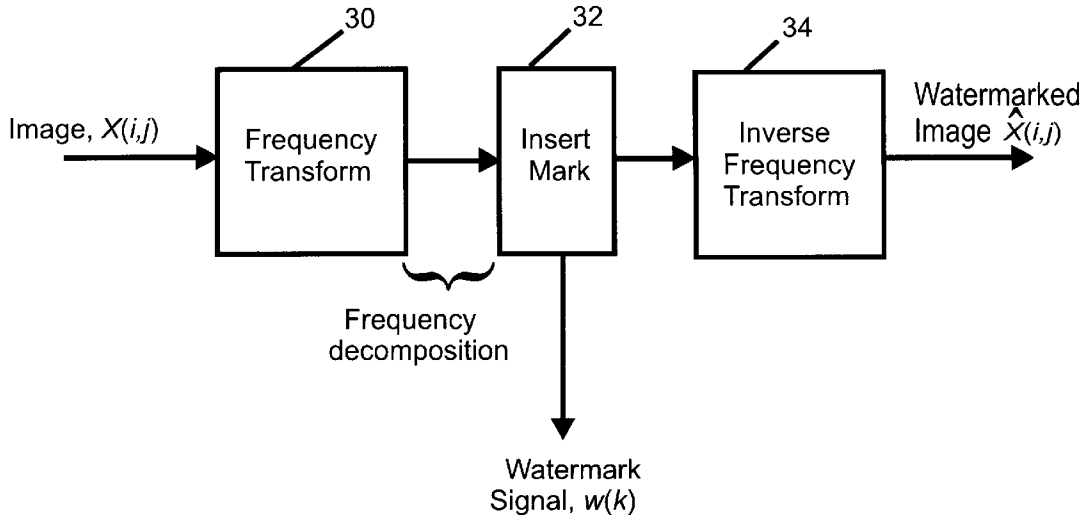 30
32
34
Image, X(i,j)
Frequency
Transform
Insert
Mark
Inverse
Frequency
Transform
Watermarked
Image X̂(i,j)
Frequency
decomposition
Watermark
Signal, w(k)